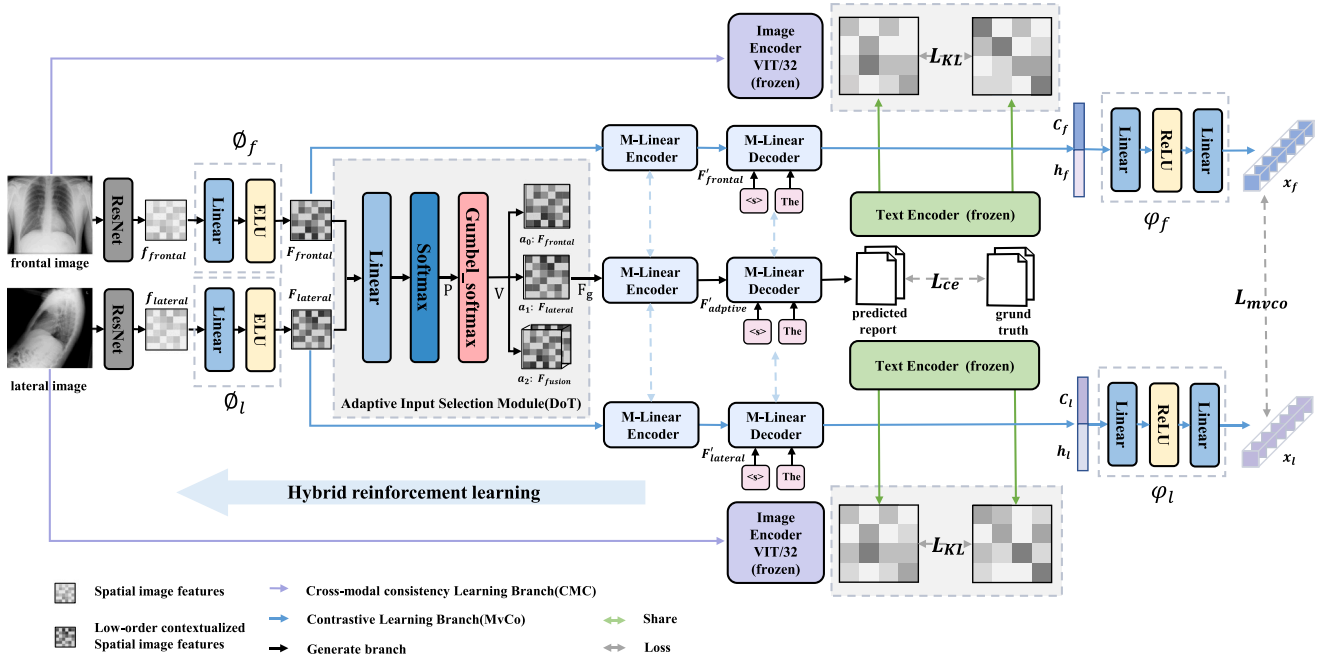 Image
Encoder
VIT/32
(frozen)
L_KL
ϕ_f
M-Linear
Encoder
M-Linear
Decoder
F'_frontal
<s>
The
C_f
h_f
Linear
ReLU
Linear
x_f
φ_f
Text Encoder (frozen)
frontal image
ResNet
f_frontal
Linear
ELU
F_frontal
lateral image
ResNet
f_lateral
Linear
ELU
F_lateral
ϕ_l
Linear
Softmax
P
Gumbel_softmax
V
a_0: F_frontal
a_1: F_lateral
a_2: F_fusion
F_g
Adaptive Input Selection Module(DoT)
M-Linear
Encoder
M-Linear
Decoder
F'_adptive
<s>
The
predicted
report
L_ce
grund
truth
L_mvco
Text Encoder (frozen)
M-Linear
Encoder
M-Linear
Decoder
F'_lateral
<s>
The
C_l
h_l
Linear
ReLU
Linear
x_l
φ_l
Hybrid reinforcement learning
Image
Encoder
VIT/32
(frozen)
L_KL
Spatial image features
Low-order contextualized
Spatial image features
Cross-modal consistency Learning Branch(CMC)
Contrastive Learning Branch(MvCo)
Generate branch
Share
Loss